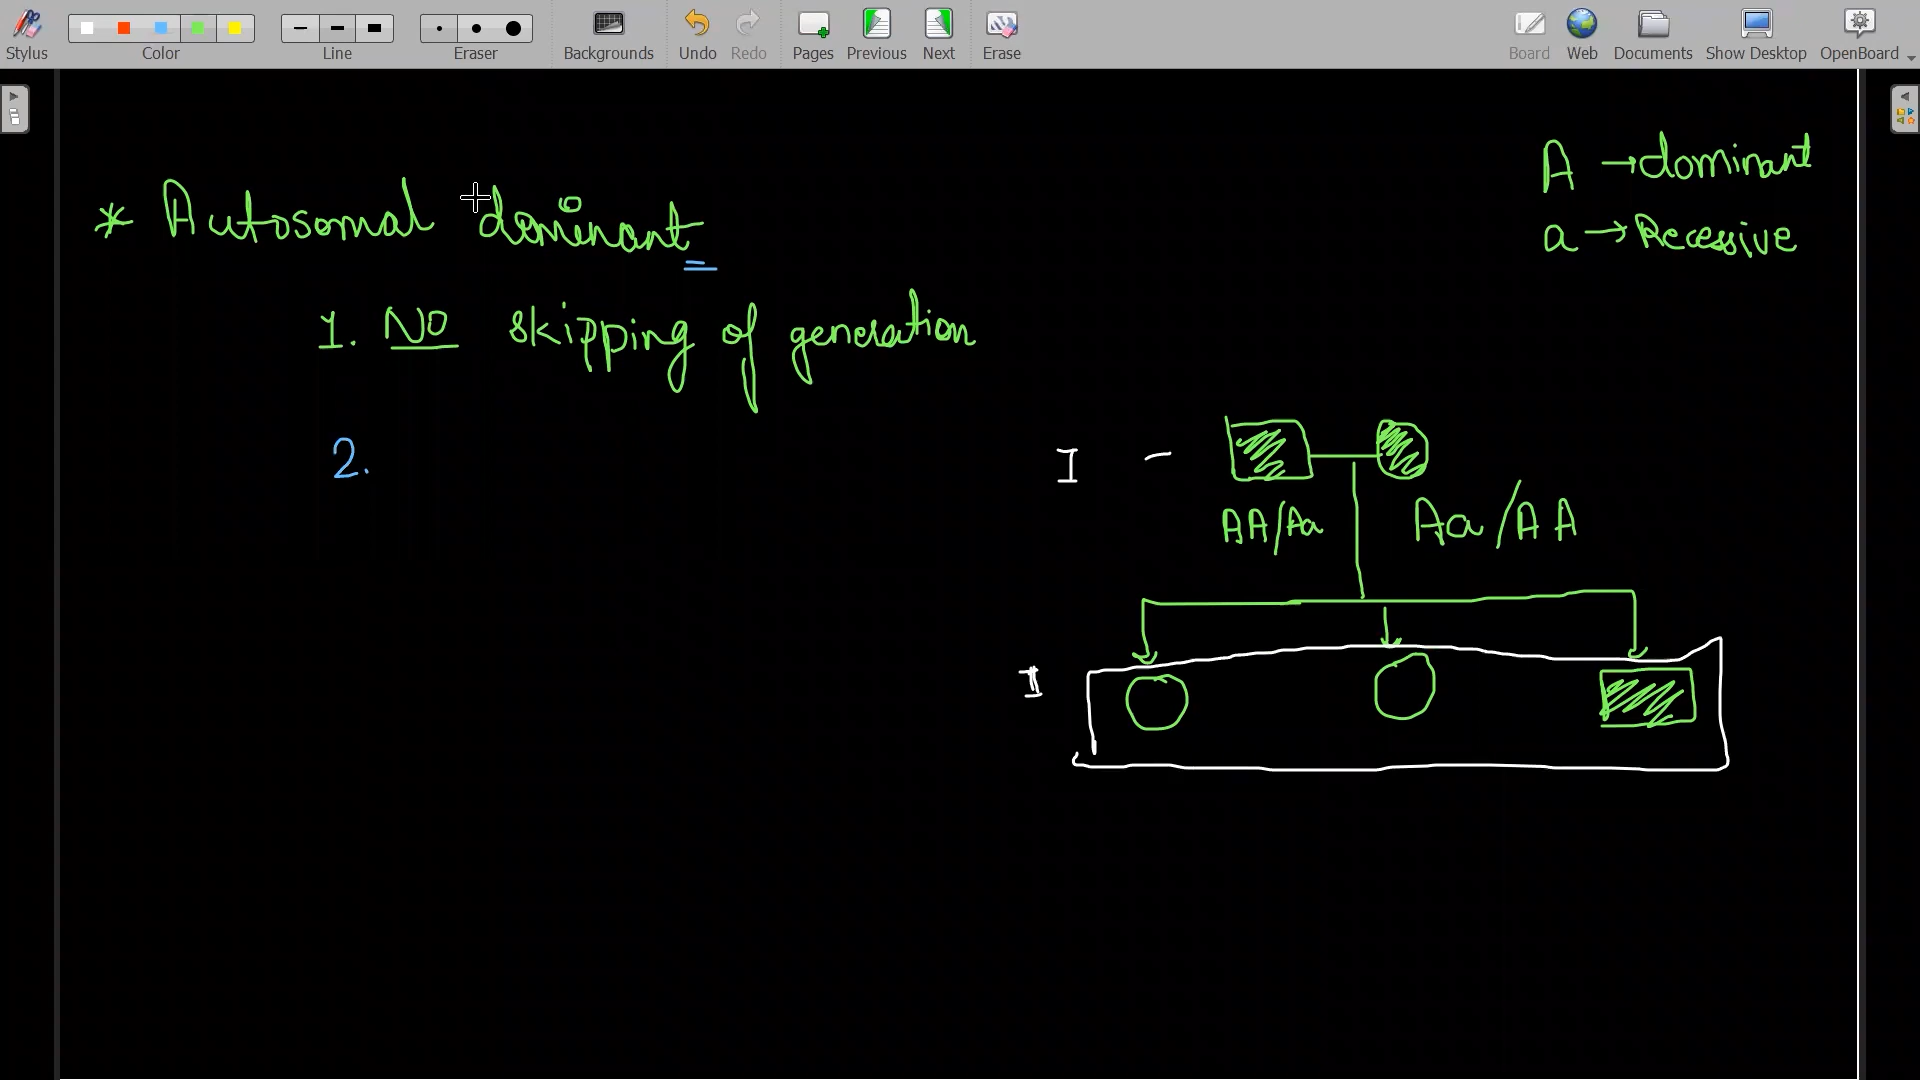 Stylus Color Line Eraser Backgrounds Undo Redo Pages Previous Next Erase Board Web Documents Show Desktop OpenBoard
A → dominant
* Autosomal dominant
a → Recessive
1. NO skipping of generation
2.
I -
AA/Aa Aa/AA
I